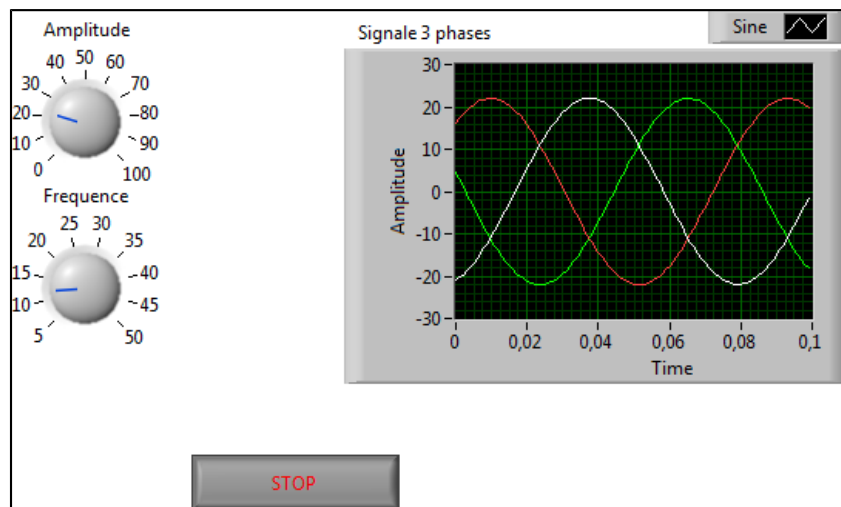 Amplitude
0 10 20 30 40 50 60 70 80 90 100
Frequence
5 10 15 20 25 30 35 40 45 50
Signale 3 phases
Sine
Amplitude
30
20
10
0
-10
-20
-30
0 0,02 0,04 0,06 0,08 0,1
Time
STOP